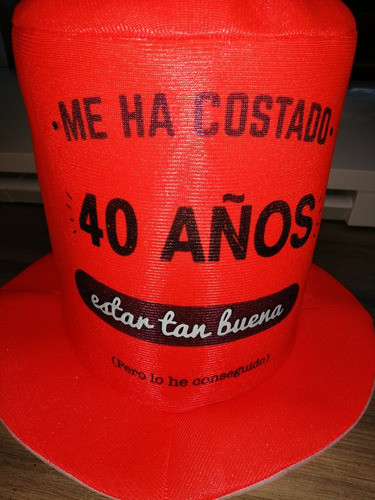 ·ME HA COSTADO·
40 AÑOS
estar tan buena
(Pero lo he conseguido)